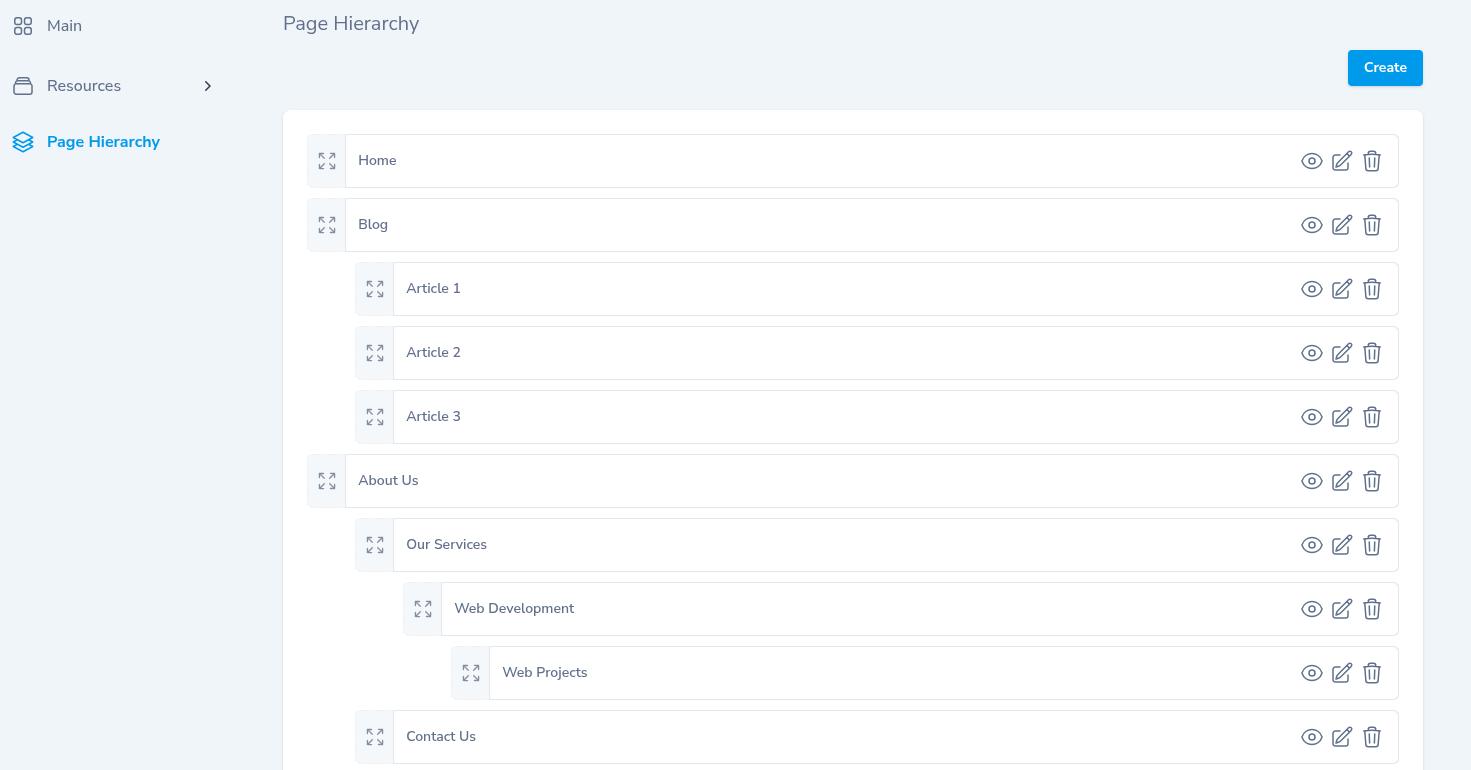 Main
Resources
Page Hierarchy
Page Hierarchy
Create
Home
Blog
Article 1
Article 2
Article 3
About Us
Our Services
Web Development
Web Projects
Contact Us